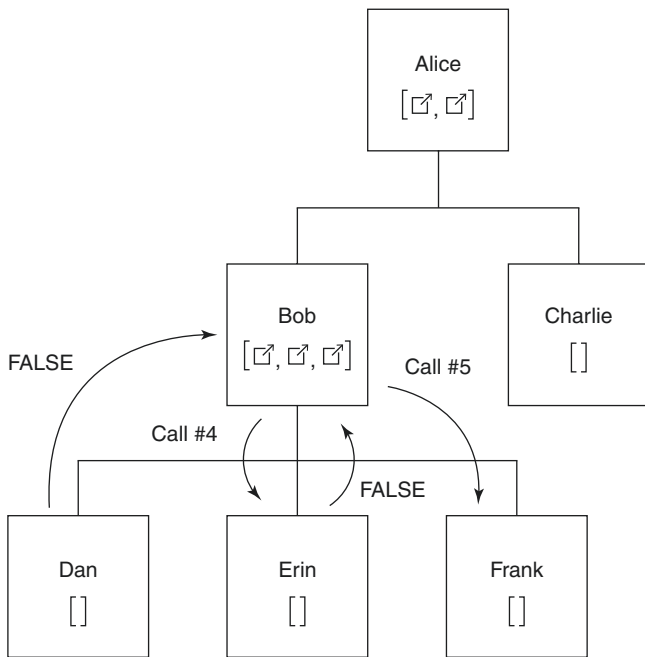 Alice
[, ]
Bob
[, , ]
Charlie
[]
FALSE
Call #5
Call #4
FALSE
Dan
[]
Erin
[]
Frank
[]